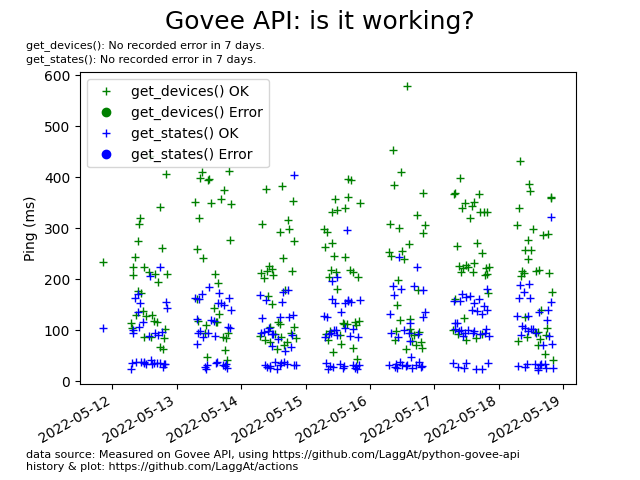 Govee API: is it working?
get_devices(): No recorded error in 7 days.
get_states(): No recorded error in 7 days.
get_devices() OK
get_devices() Error
get_states() OK
get_states() Error
Ping (ms)
600
500
400
300
200
100
0
2022-05-12
2022-05-13
2022-05-14
2022-05-15
2022-05-16
2022-05-17
2022-05-18
2022-05-19
data source: Measured on Govee API, using https://github.com/LaggAt/python-govee-api
history & plot: https://github.com/LaggAt/actions